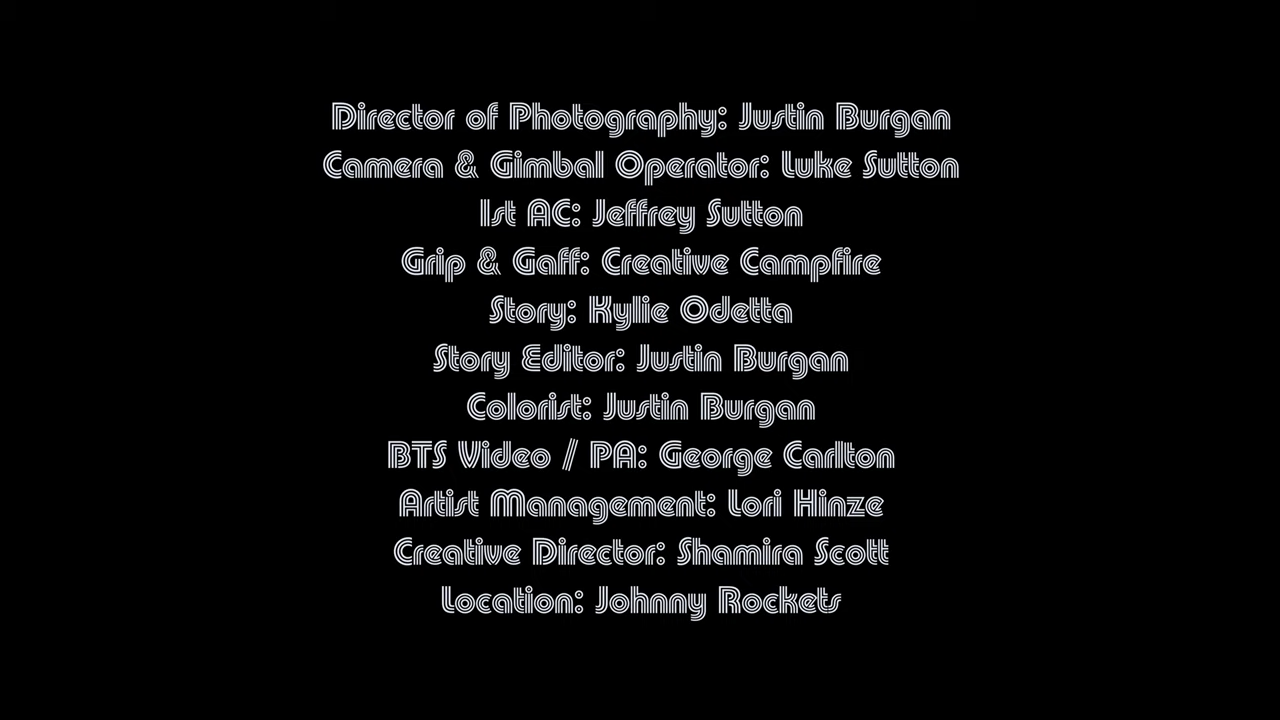 Director of Photography: Justin Burgan
Camera & Gimbal Operator: Luke Sutton
1st AC: Jeffrey Sutton
Grip & Gaff: Creative Campfire
Story: Kylie Odetta
Story Editor: Justin Burgan
Colorist: Justin Burgan
BTS Video / PA: George Carlton
Artist Management: Lori Hinze
Creative Director: Shamira Scott
Location: Johnny Rockets